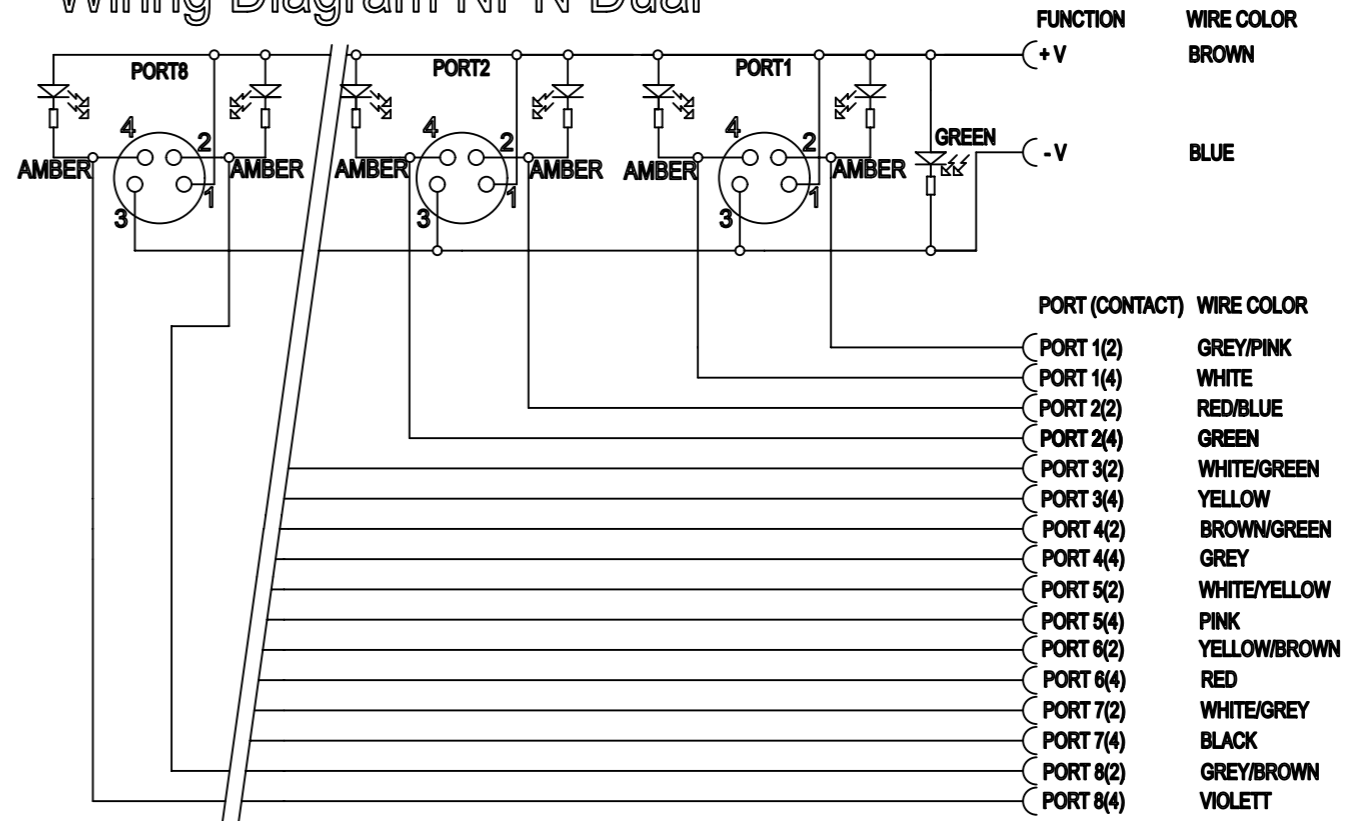 Wiring Diagram NPN Dual
FUNCTION WIRE COLOR
+ V BROWN
PORT8 PORT2 PORT1
4 2 4 2 4 2 GREEN
- V BLUE
AMBER AMBER AMBER AMBER AMBER AMBER
1 1 1
3 3 3
PORT (CONTACT) WIRE COLOR
PORT 1(2) GREY/PINK
PORT 1(4) WHITE
PORT 2(2) RED/BLUE
PORT 2(4) GREEN
PORT 3(2) WHITE/GREEN
PORT 3(4) YELLOW
PORT 4(2) BROWN/GREEN
PORT 4(4) GREY
PORT 5(2) WHITE/YELLOW
PORT 5(4) PINK
PORT 6(2) YELLOW/BROWN
PORT 6(4) RED
PORT 7(2) WHITE/GREY
PORT 7(4) BLACK
PORT 8(2) GREY/BROWN
PORT 8(4) VIOLETT